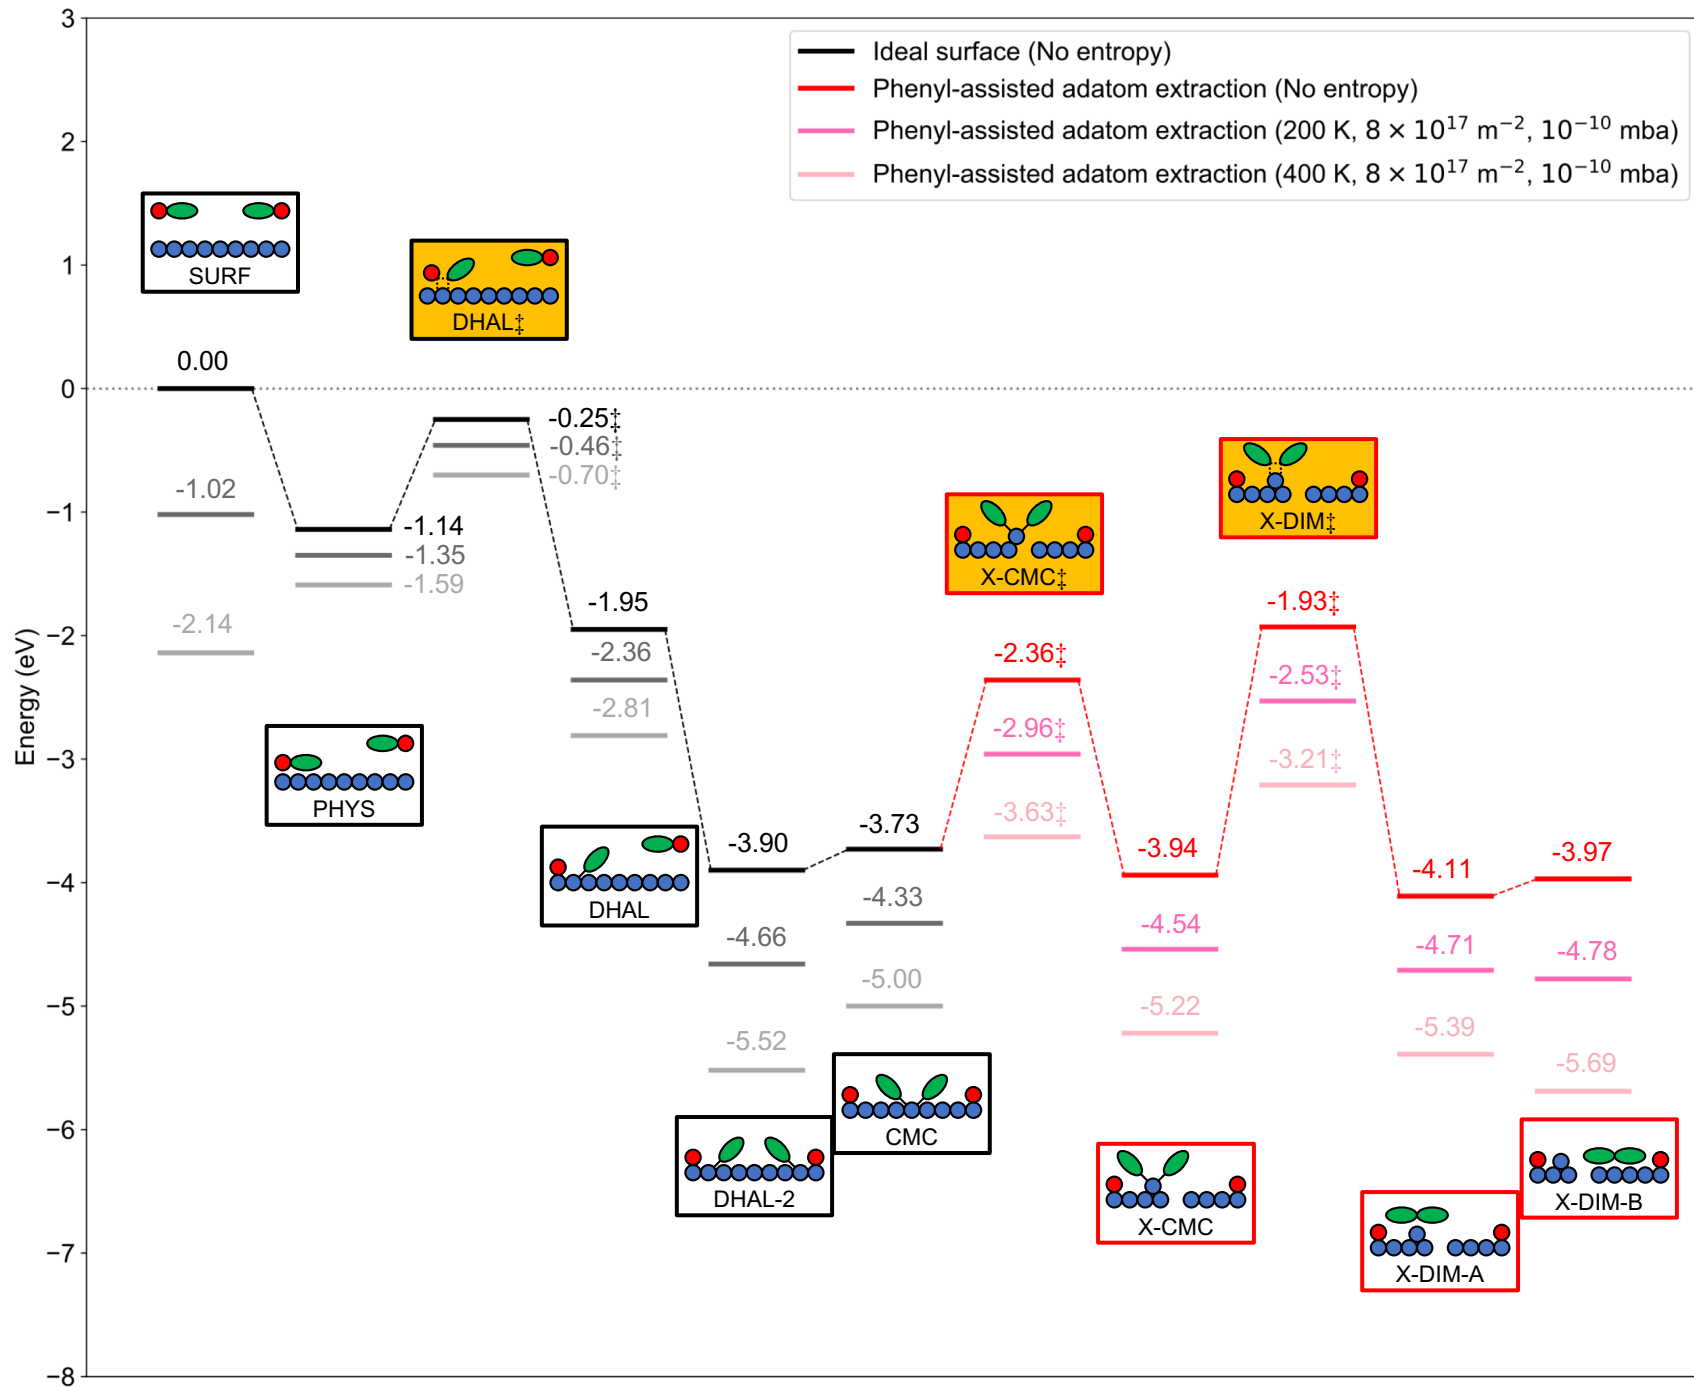 3
2
1
0
−1
−2
−3
−4
−5
−6
−7
−8
Energy (eV)
Ideal surface (No entropy)
Phenyl-assisted adatom extraction (No entropy)
Phenyl-assisted adatom extraction (200 K, 8 × 10¹⁷ m⁻², 10⁻¹⁰ mba)
Phenyl-assisted adatom extraction (400 K, 8 × 10¹⁷ m⁻², 10⁻¹⁰ mba)
SURF
0.00
-1.02
-2.14
PHYS
-1.14
-1.35
-1.59
DHAL‡
-0.25‡
-0.46‡
-0.70‡
-1.95
-2.36
-2.81
DHAL
-3.90
-4.66
-5.52
DHAL-2
-3.73
-4.33
-5.00
CMC
X-CMC‡
-2.36‡
-2.96‡
-3.63‡
-3.94
-4.54
-5.22
X-CMC
X-DIM‡
-1.93‡
-2.53‡
-3.21‡
-4.11
-4.71
-5.39
X-DIM-A
-3.97
-4.78
-5.69
X-DIM-B